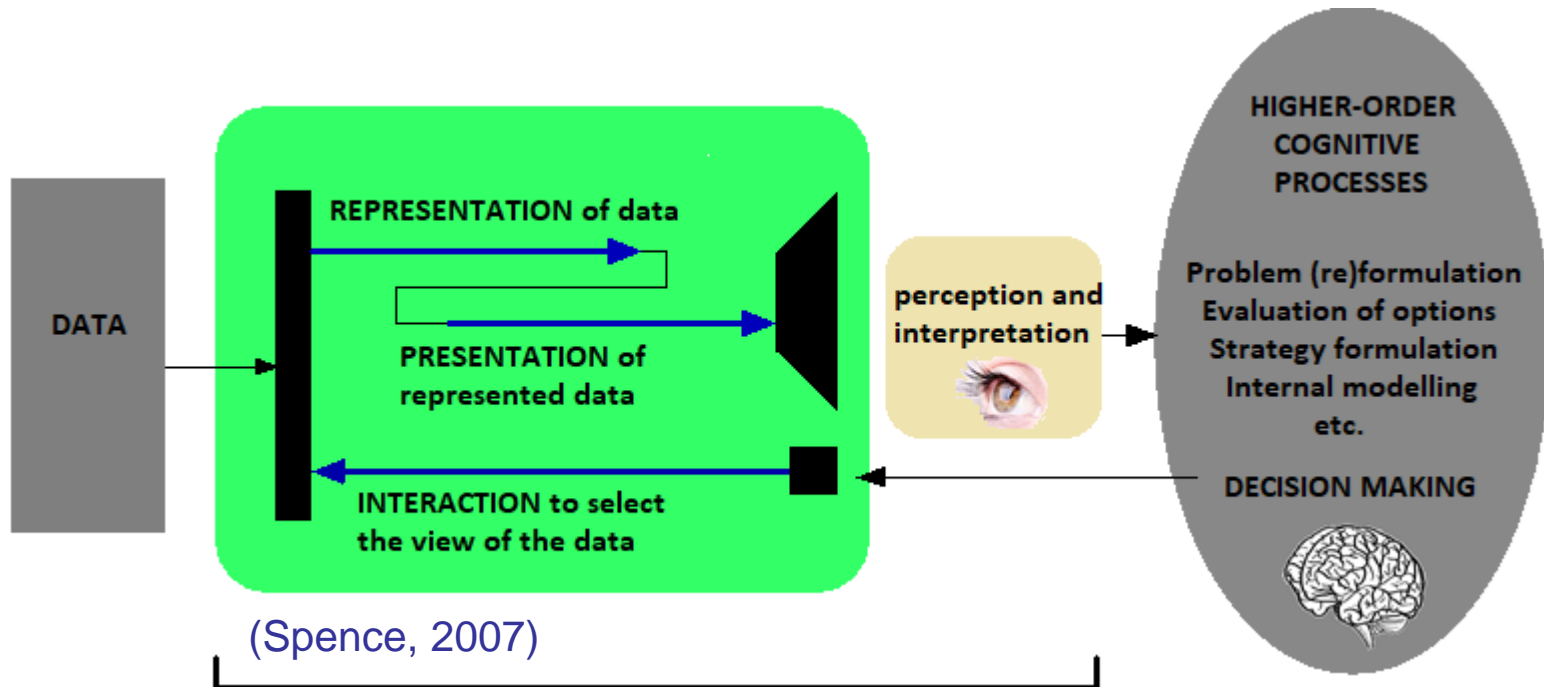 DATA
REPRESENTATION of data
PRESENTATION of
represented data
INTERACTION to select
the view of the data
(Spence, 2007)
perception and
interpretation
HIGHER-ORDER
COGNITIVE
PROCESSES
Problem (re)formulation
Evaluation of options
Strategy formulation
Internal modelling
etc.
DECISION MAKING